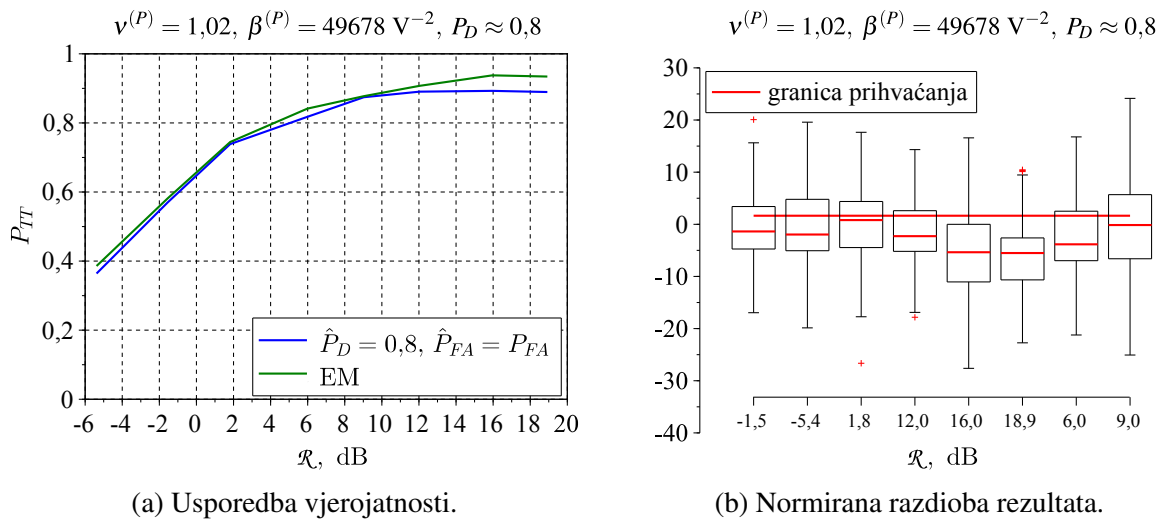 ν^(P) = 1,02, β^(P) = 49678 V^−2, P_D ≈ 0,8
1
0,8
0,6
0,4
0,2
0
P_TT
P̂_D = 0,8, P̂_FA = P_FA
EM
-6 -4 -2 0 2 4 6 8 10 12 14 16 18 20
ℛ, dB
(a) Usporedba vjerojatnosti.
ν^(P) = 1,02, β^(P) = 49678 V^−2, P_D ≈ 0,8
30
20
10
0
-10
-20
-30
-40
granica prihvaćanja
-1,5 -5,4 1,8 12,0 16,0 18,9 6,0 9,0
ℛ, dB
(b) Normirana razdioba rezultata.